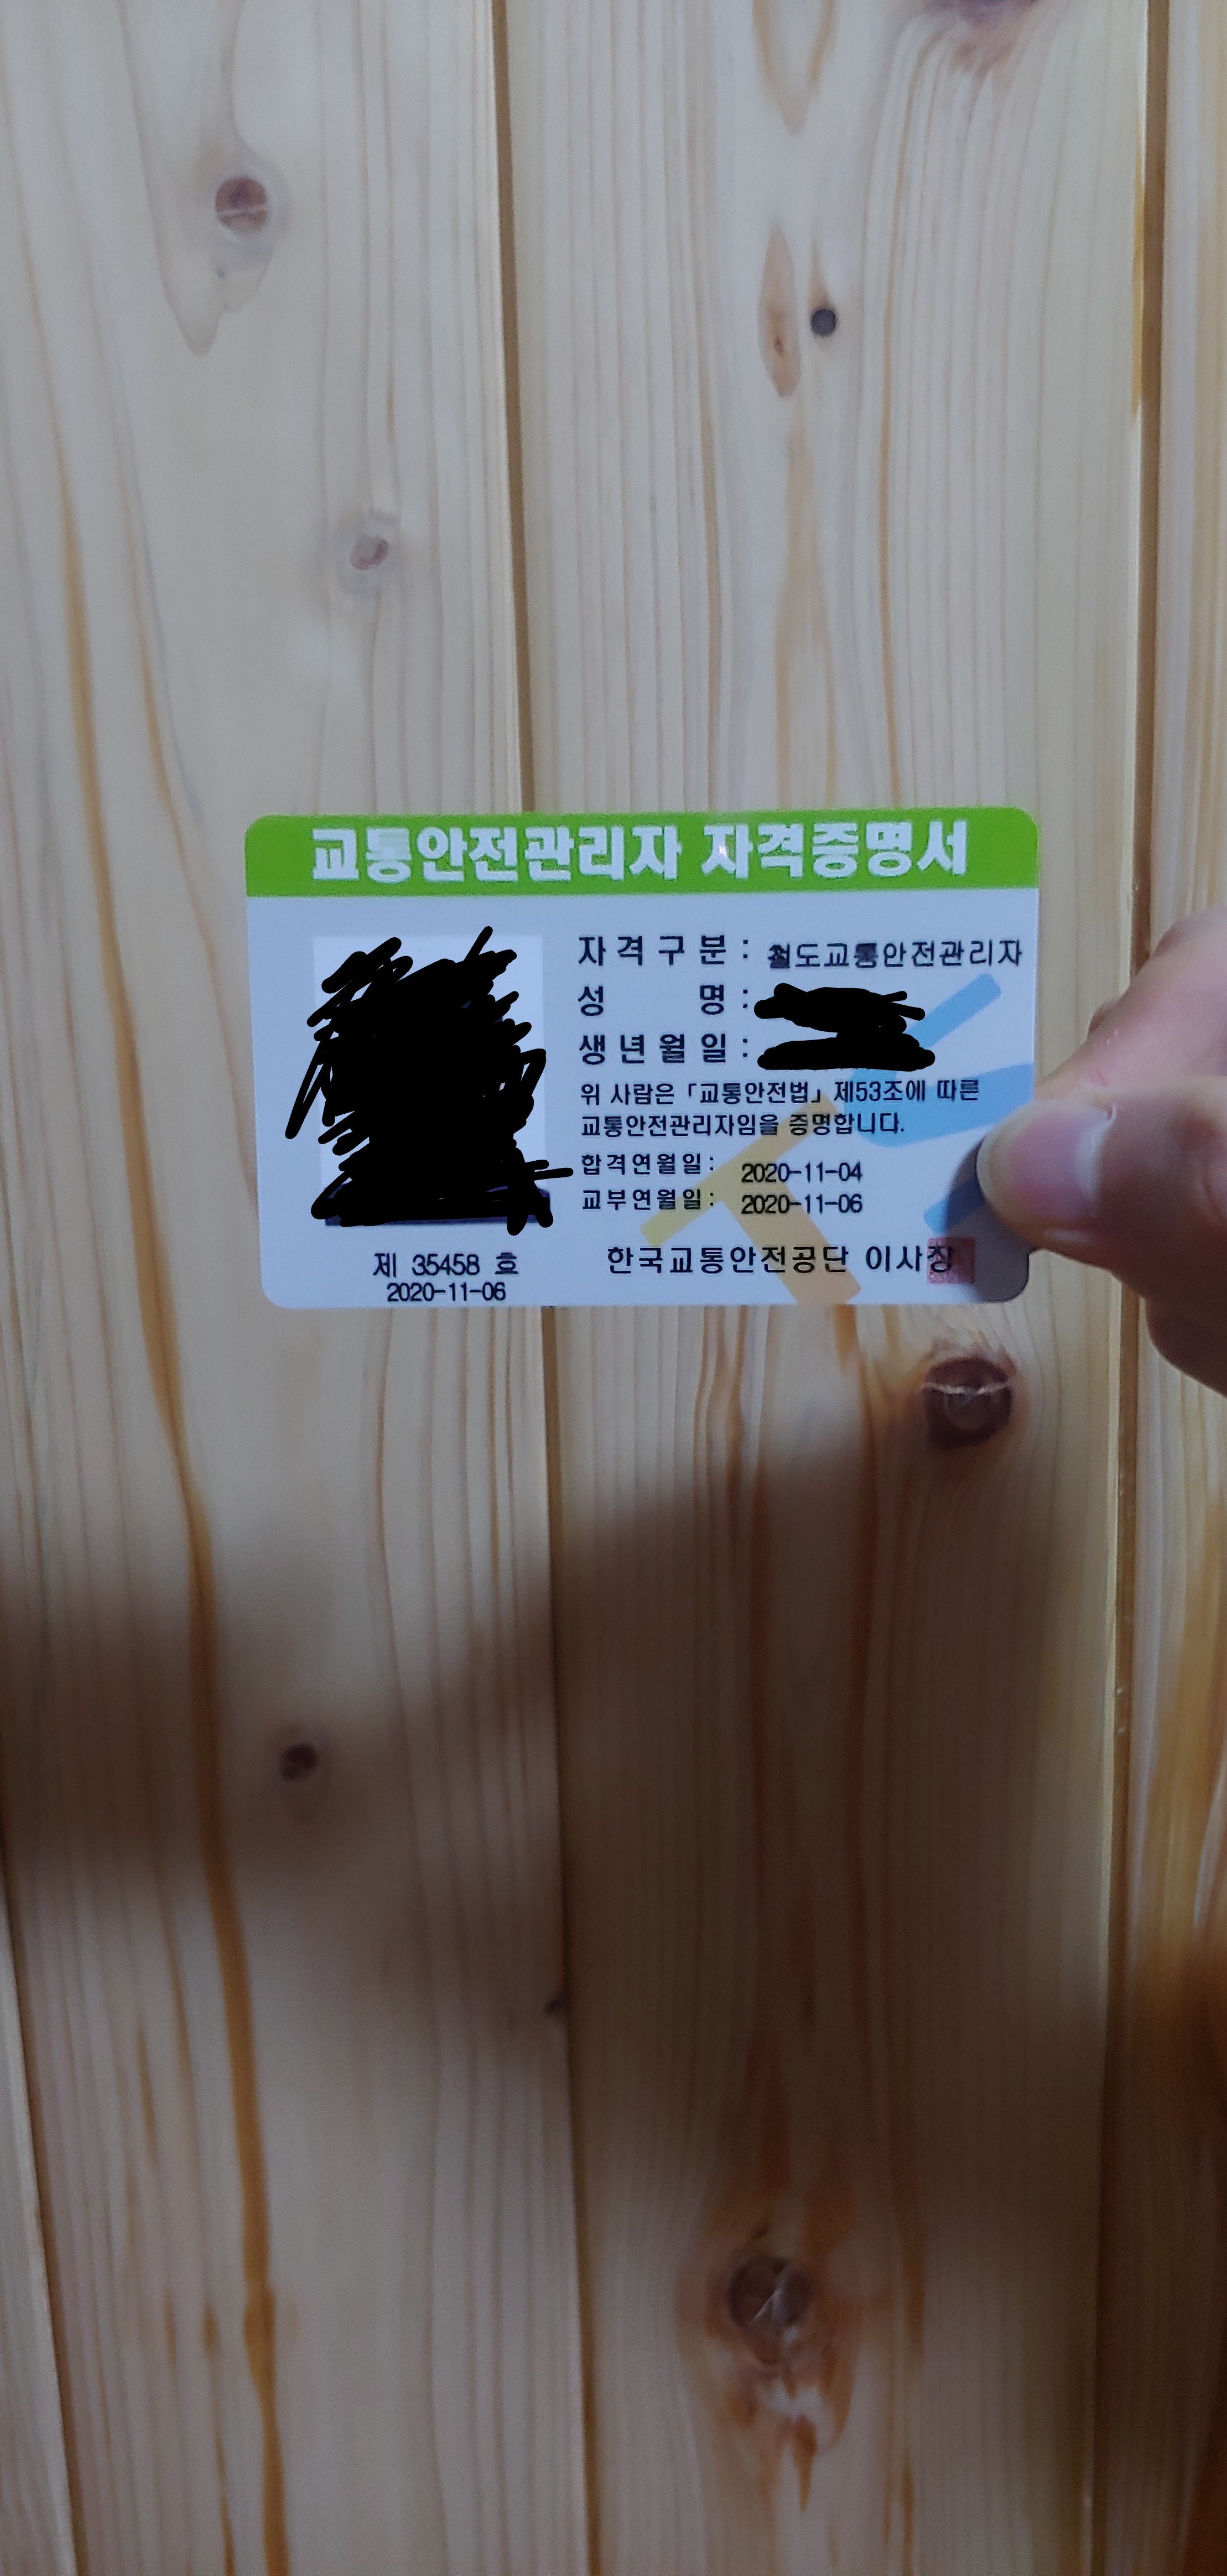 교통안전관리자 자격증명서
자격구분 : 철도교통안전관리자
성 명 :
생년월일 :
위 사람은 「교통안전법」 제53조에 따른
교통안전관리자임을 증명합니다.
합격연월일: 2020-11-04
교부연월일: 2020-11-06
제 35458 호
2020-11-06
한국교통안전공단 이사장